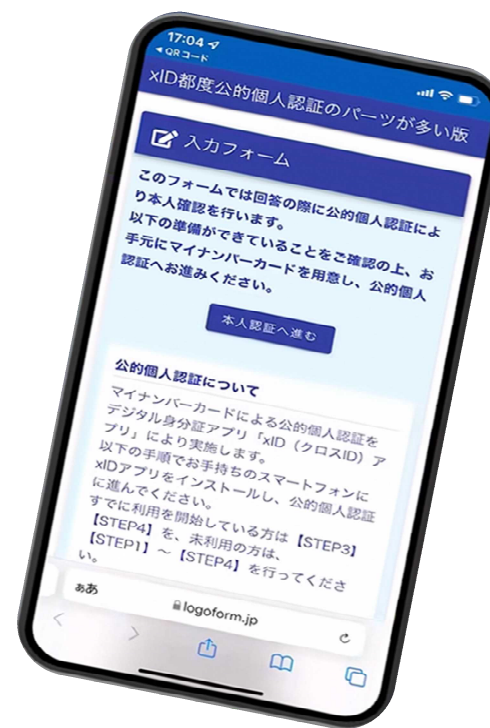 17:04
◀ QRコード
xID都度公的個人認証のパーツが多い版
入力フォーム
このフォームでは回答の際に公的個人認証によ
り本人確認を行います。
以下の準備ができていることをご確認の上、お
手元にマイナンバーカードを用意し、公的個人
認証へお進みください。
本人認証へ進む
公的個人認証について
マイナンバーカードによる公的個人認証を
デジタル身分証アプリ「xID（クロスID）ア
プリ」により実施します。
以下の手順でお手持ちのスマートフォンに
xIDアプリをインストールし、公的個人認証
に進んでください。
すでに利用を開始している方は【STEP3】
【STEP4】を、未利用の方は、
【STEP1】～【STEP4】を行ってくださ
い。
ぁあ
logoform.jp